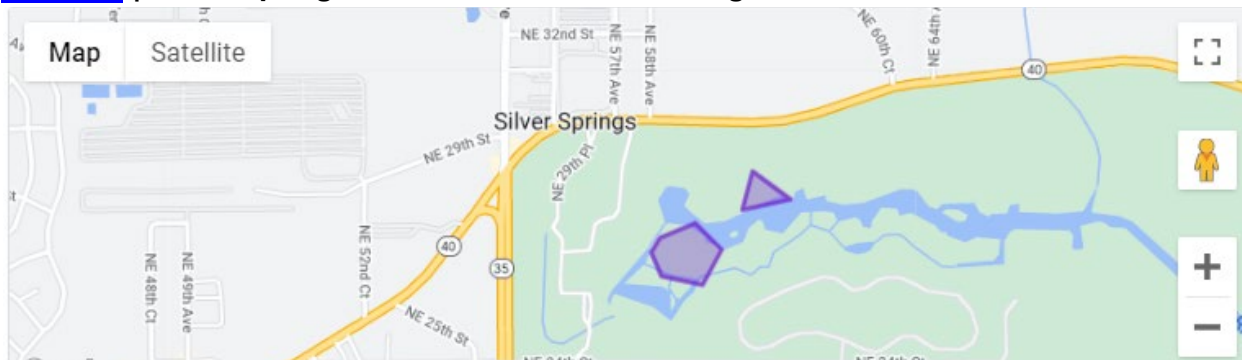 Map
Satellite
NE 32nd St
NE 57th Ave
NE 58th Ave
NE 60th Ct
NE 64th
40
Silver Springs
NE 29th St
NE 29th Pl
NE 52nd Ct
40
35
NE 48th Ct
NE 49th Ave
NE 25th St